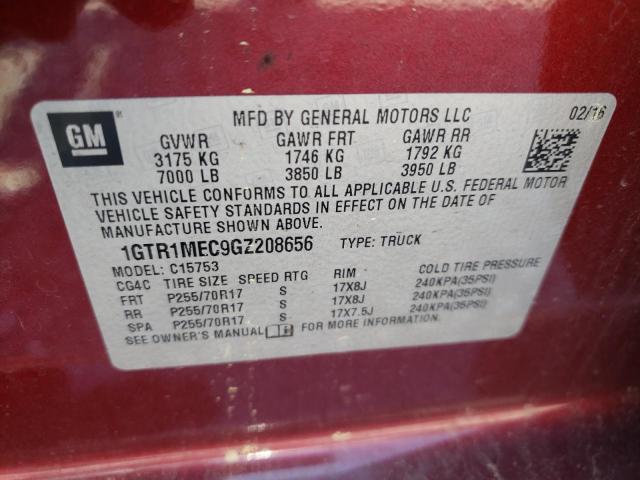 GM
MFD BY GENERAL MOTORS LLC 02/16
GVWR GAWR FRT GAWR RR
3175 KG 1746 KG 1792 KG
7000 LB 3850 LB 3950 LB
THIS VEHICLE CONFORMS TO ALL APPLICABLE U.S. FEDERAL MOTOR
VEHICLE SAFETY STANDARDS IN EFFECT ON THE DATE OF
MANUFACTURE SHOWN ABOVE.
1GTR1MEC9GZ208656 TYPE: TRUCK
MODEL: C15753
CG4C TIRE SIZE SPEED RTG RIM COLD TIRE PRESSURE
FRT P255/70R17 S 17X8J 240KPA(35PSI)
RR P255/70R17 S 17X8J 240KPA(35PSI)
SPA P255/70R17 S 17X7.5J 240KPA(35PSI)
SEE OWNER'S MANUAL FOR MORE INFORMATION.